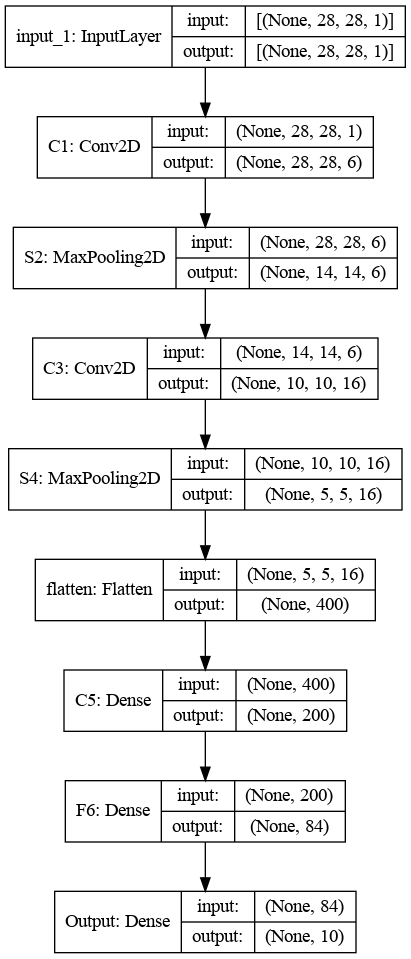 input_1: InputLayer
input:
[(None, 28, 28, 1)]
output:
[(None, 28, 28, 1)]
C1: Conv2D
input:
(None, 28, 28, 1)
output:
(None, 28, 28, 6)
S2: MaxPooling2D
input:
(None, 28, 28, 6)
output:
(None, 14, 14, 6)
C3: Conv2D
input:
(None, 14, 14, 6)
output:
(None, 10, 10, 16)
S4: MaxPooling2D
input:
(None, 10, 10, 16)
output:
(None, 5, 5, 16)
flatten: Flatten
input:
(None, 5, 5, 16)
output:
(None, 400)
C5: Dense
input:
(None, 400)
output:
(None, 200)
F6: Dense
input:
(None, 200)
output:
(None, 84)
Output: Dense
input:
(None, 84)
output:
(None, 10)